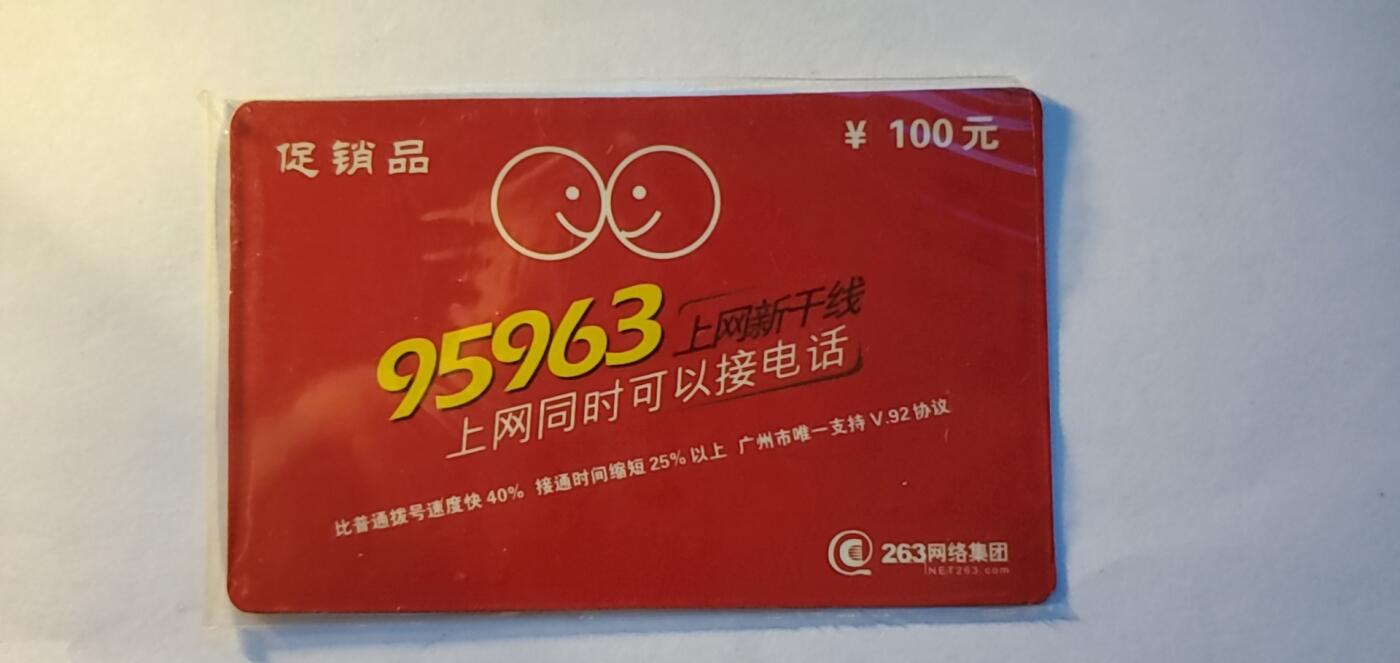 促销品
¥ 100元
95963
上网新干线
上网同时可以接电话
比普通拨号速度快40% 接通时间缩短25%以上 广州市唯一支持V.92协议
263网络集团
NET263.com